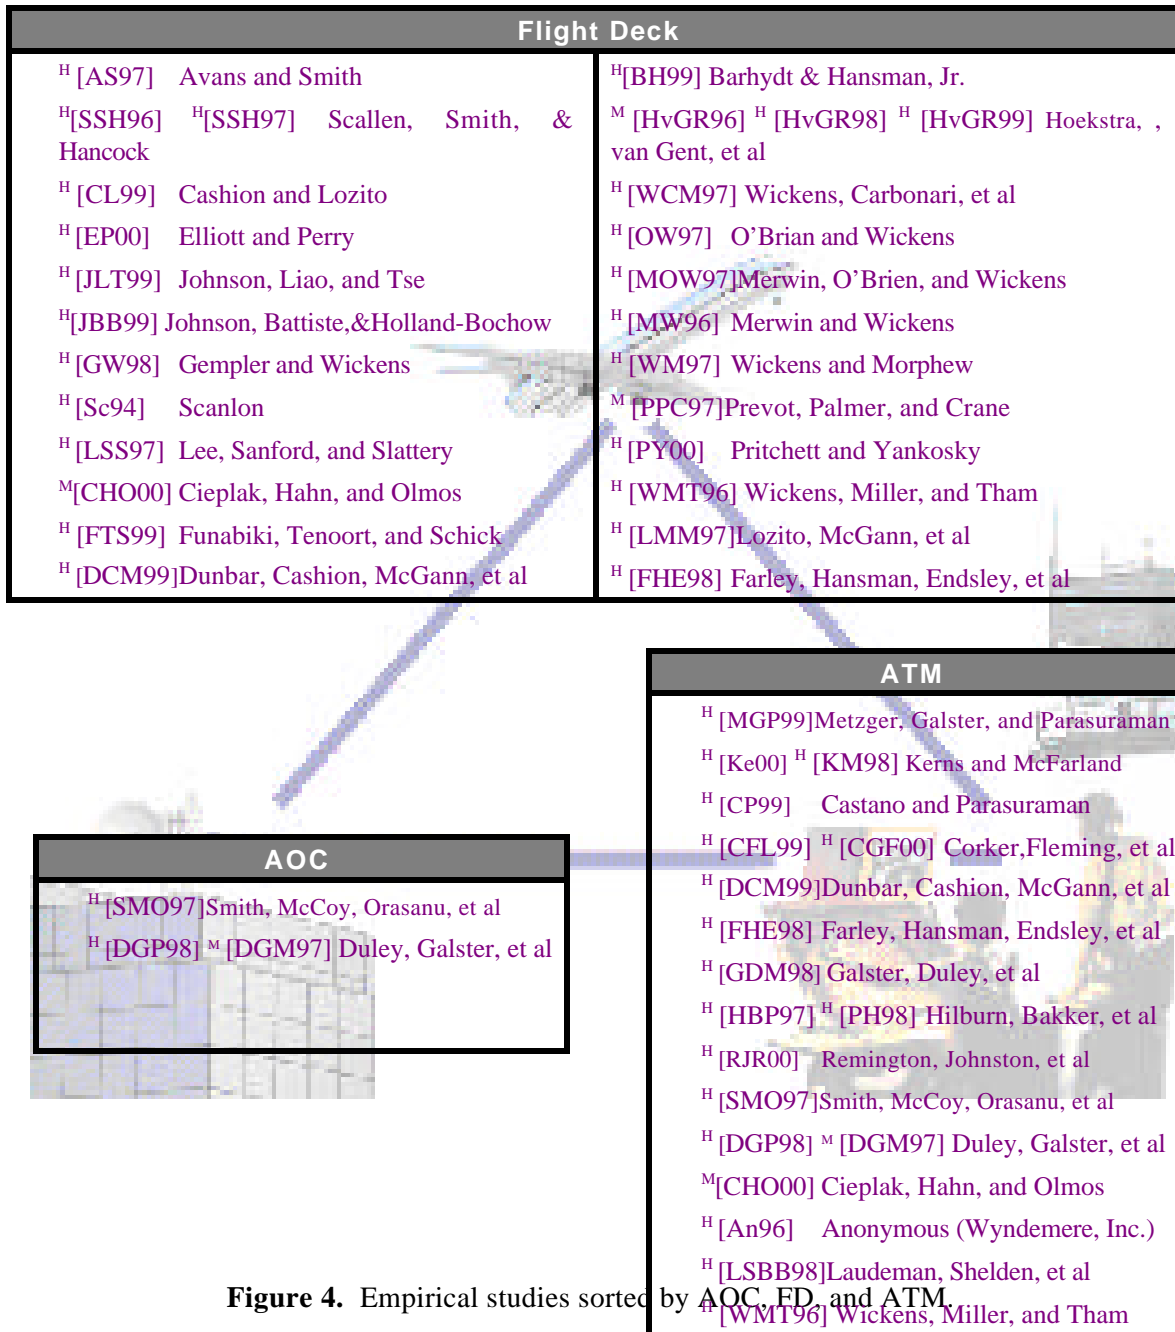 Flight Deck
H [AS97] Avans and Smith
H[SSH96] H[SSH97] Scallen, Smith, &
Hancock
H [CL99] Cashion and Lozito
H [EP00] Elliott and Perry
H [JLT99] Johnson, Liao, and Tse
H[JBB99] Johnson, Battiste,&Holland-Bochow
H [GW98] Gempler and Wickens
H [Sc94] Scanlon
H [LSS97] Lee, Sanford, and Slattery
M[CHO00] Cieplak, Hahn, and Olmos
H [FTS99] Funabiki, Tenoort, and Schick
H [DCM99]Dunbar, Cashion, McGann, et al
H[BH99] Barhydt & Hansman, Jr.
M [HvGR96] H [HvGR98] H [HvGR99] Hoekstra, ,
van Gent, et al
H [WCM97] Wickens, Carbonari, et al
H [OW97] O'Brian and Wickens
H [MOW97]Merwin, O'Brien, and Wickens
H [MW96] Merwin and Wickens
H [WM97] Wickens and Morphew
M [PPC97]Prevot, Palmer, and Crane
H [PY00] Pritchett and Yankosky
H [WMT96] Wickens, Miller, and Tham
H [LMM97]Lozito, McGann, et al
H [FHE98] Farley, Hansman, Endsley, et al
AOC
H [SMO97]Smith, McCoy, Orasanu, et al
H [DGP98] M [DGM97] Duley, Galster, et al
ATM
H [MGP99]Metzger, Galster, and Parasuraman
H [Ke00] H [KM98] Kerns and McFarland
H [CP99] Castano and Parasuraman
H [CFL99] H [CGF00] Corker,Fleming, et al
H [DCM99]Dunbar, Cashion, McGann, et al
H [FHE98] Farley, Hansman, Endsley, et al
H [GDM98] Galster, Duley, et al
H [HBP97] H [PH98] Hilburn, Bakker, et al
H [RJR00] Remington, Johnston, et al
H [SMO97]Smith, McCoy, Orasanu, et al
H [DGP98] M [DGM97] Duley, Galster, et al
M[CHO00] Cieplak, Hahn, and Olmos
H [An96] Anonymous (Wyndemere, Inc.)
H [LSBB98]Laudeman, Shelden, et al
H [WMT96] Wickens, Miller, and Tham
Figure 4. Empirical studies sorted by AOC, FD, and ATM.